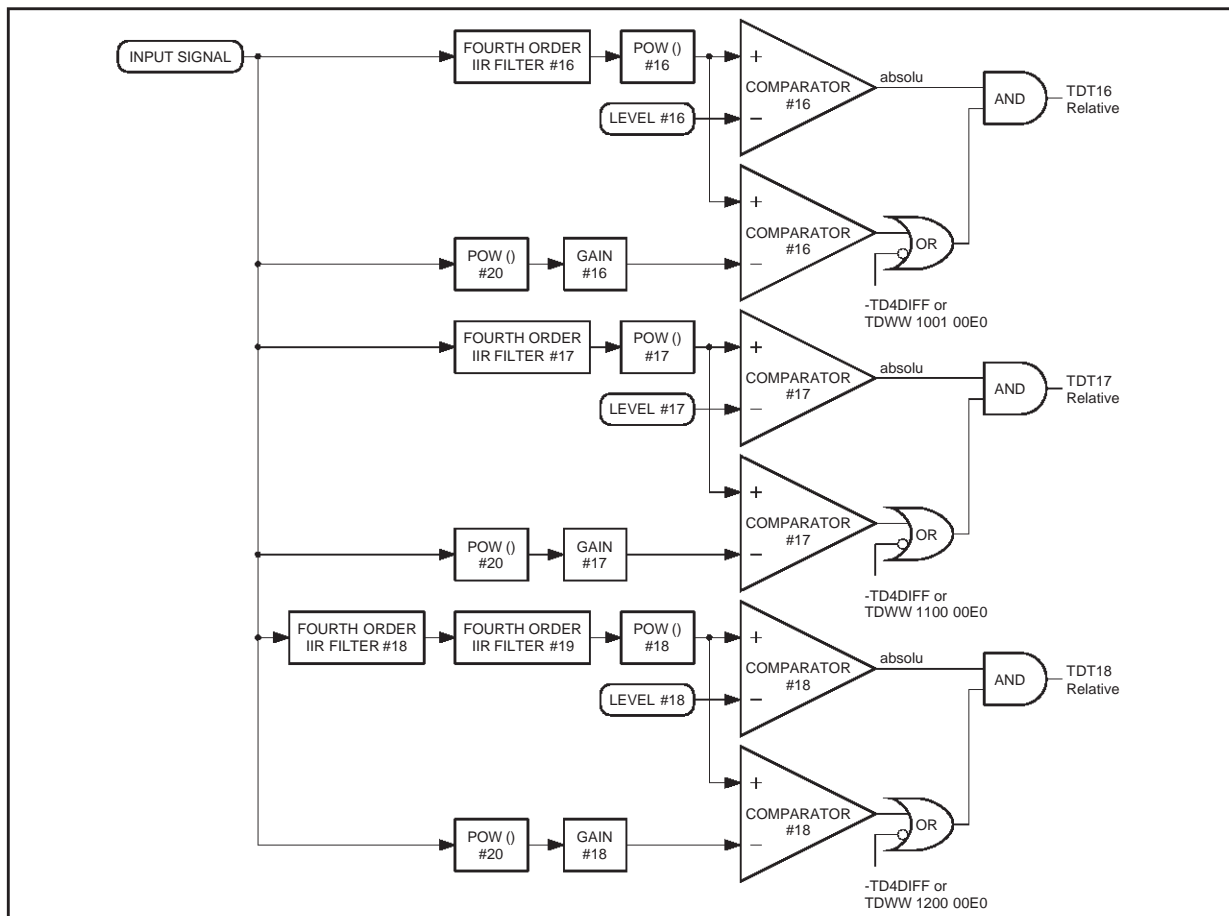 INPUT SIGNAL
FOURTH ORDER
IIR FILTER #16
POW ()
#16
+
COMPARATOR
#16
−
LEVEL #16
absolu
AND
TDT16
Relative
+
COMPARATOR
#16
−
POW ()
#20
GAIN
#16
OR
-TD4DIFF or
TDWW 1001 00E0
FOURTH ORDER
IIR FILTER #17
POW ()
#17
+
COMPARATOR
#17
−
LEVEL #17
absolu
AND
TDT17
Relative
+
COMPARATOR
#17
−
POW ()
#20
GAIN
#17
OR
-TD4DIFF or
TDWW 1100 00E0
FOURTH ORDER
IIR FILTER #18
FOURTH ORDER
IIR FILTER #19
POW ()
#18
+
COMPARATOR
#18
−
LEVEL #18
absolu
AND
TDT18
Relative
+
COMPARATOR
#18
−
POW ()
#20
GAIN
#18
OR
-TD4DIFF or
TDWW 1200 00E0